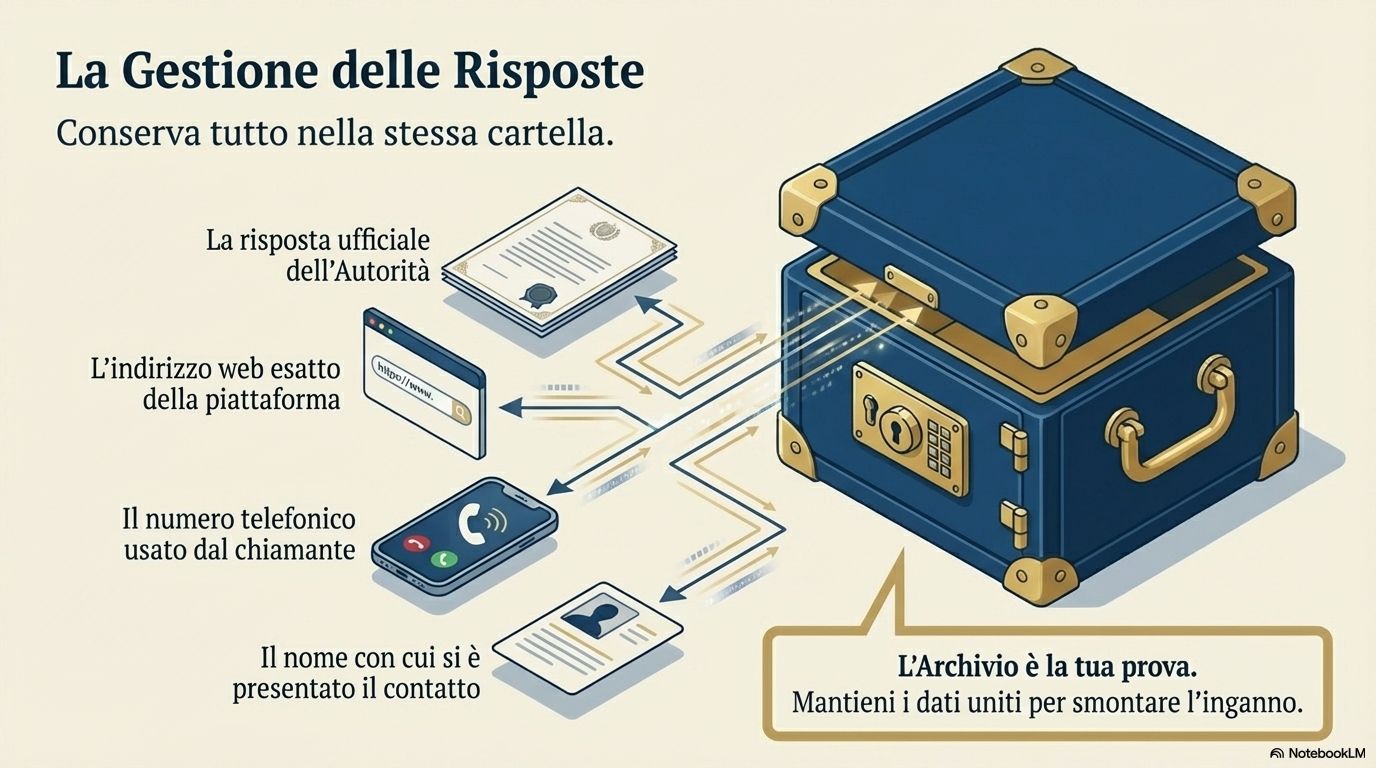 La Gestione delle Risposte
Conserva tutto nella stessa cartella.
La risposta ufficiale
dell'Autorità
L'indirizzo web esatto
della piattaforma
Il numero telefonico
usato dal chiamante
Il nome con cui si è
presentato il contatto
L'Archivio è la tua prova.
Mantieni i dati uniti per smontare l'inganno.
NotebookLM